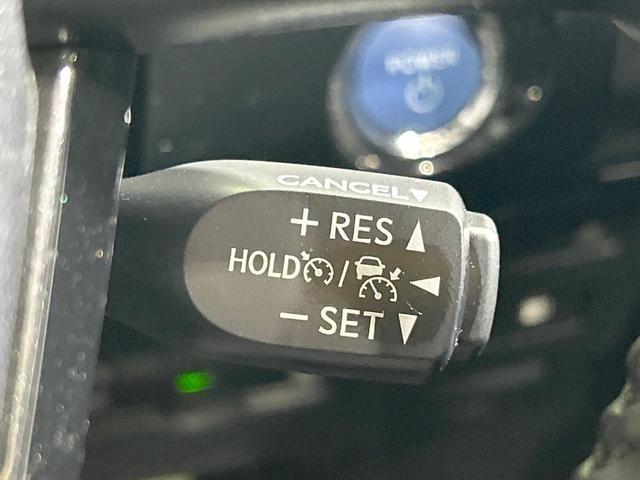 POWER
CANCEL▼
+ RES ▲
HOLD / ◄
− SET ▼